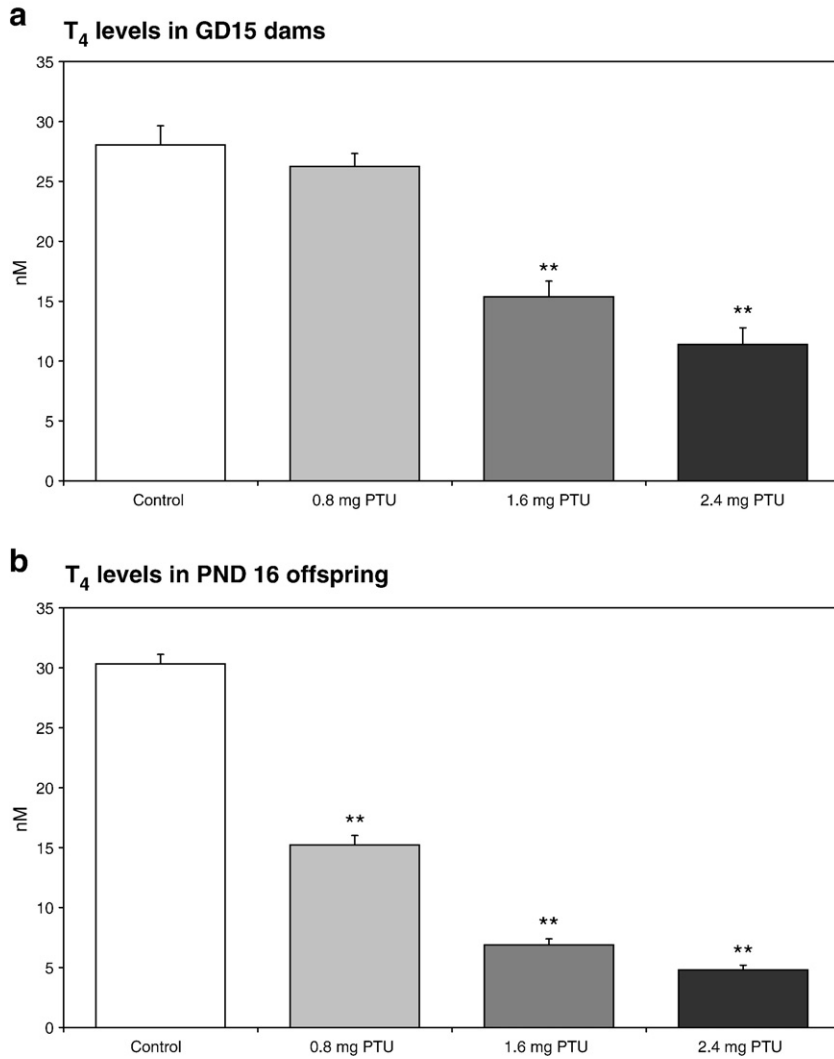 a
T4 levels in GD15 dams
35
30
25
20
15
10
5
0
nM
**
**
Control 0.8 mg PTU 1.6 mg PTU 2.4 mg PTU
b
T4 levels in PND 16 offspring
35
30
25
20
15
10
5
0
nM
**
**
**
Control 0.8 mg PTU 1.6 mg PTU 2.4 mg PTU